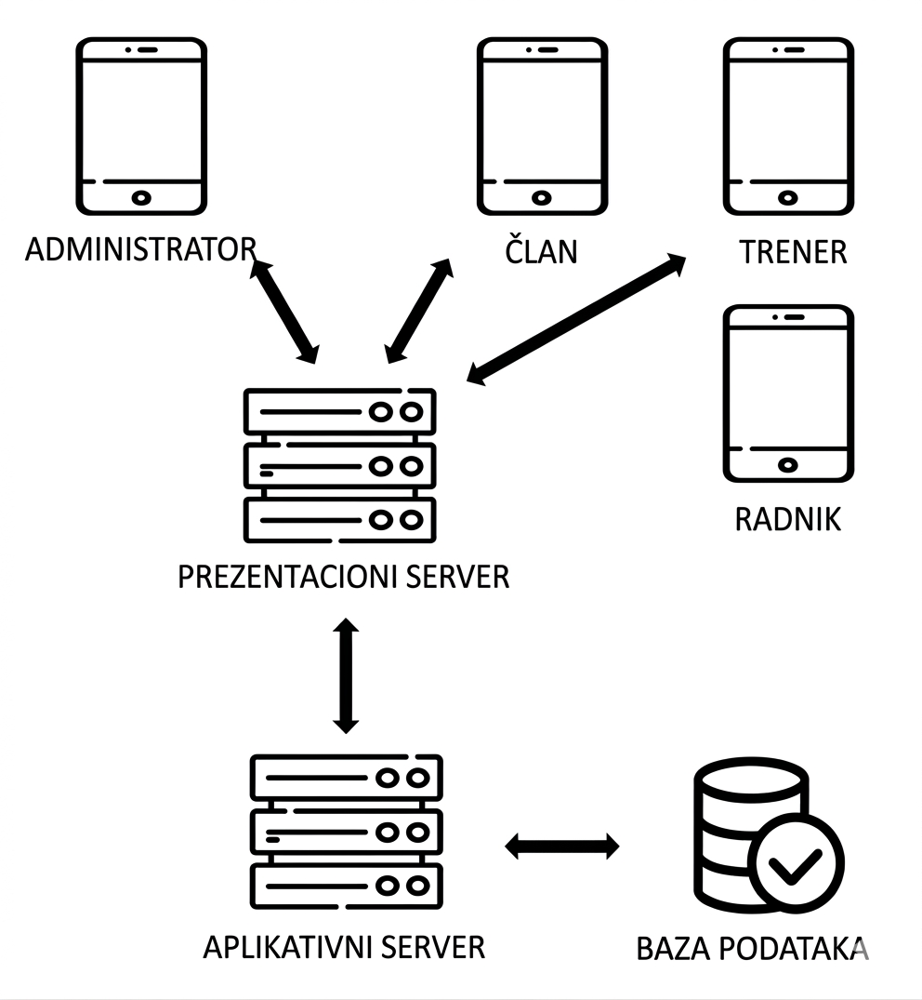 ADMINISTRATOR
ČLAN
TRENER
RADNIK
PREZENTACIONI SERVER
APLIKATIVNI SERVER
BAZA PODATAKA